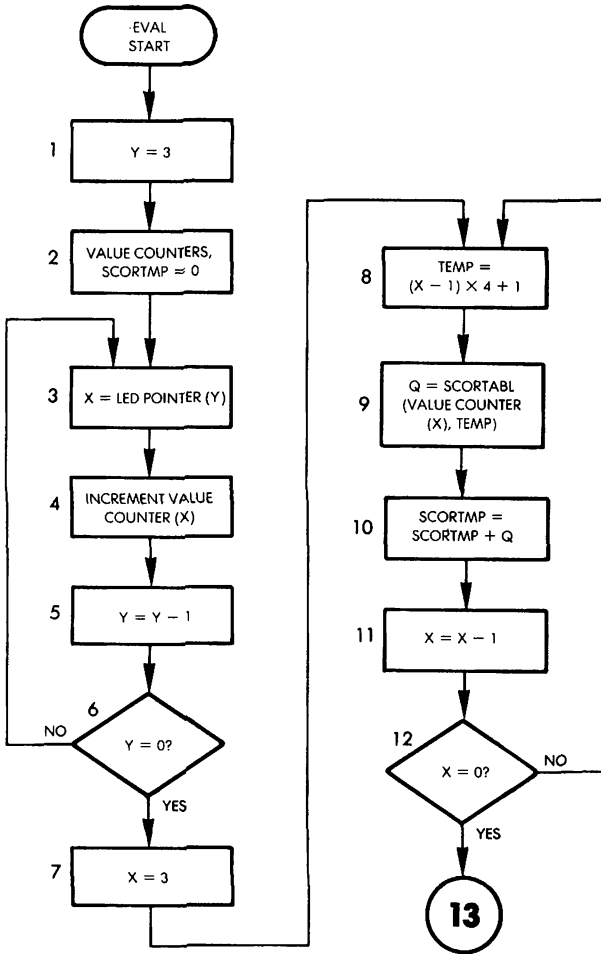 EVAL
START
1
Y = 3
2
VALUE COUNTERS,
SCORTMP = 0
3
X = LED POINTER (Y)
4
INCREMENT VALUE
COUNTER (X)
5
Y = Y − 1
6
Y = 0?
NO
YES
7
X = 3
8
TEMP =
(X − 1) × 4 + 1
9
Q = SCORTABL
(VALUE COUNTER
(X), TEMP)
10
SCORTMP =
SCORTMP + Q
11
X = X − 1
12
X = 0?
NO
YES
13